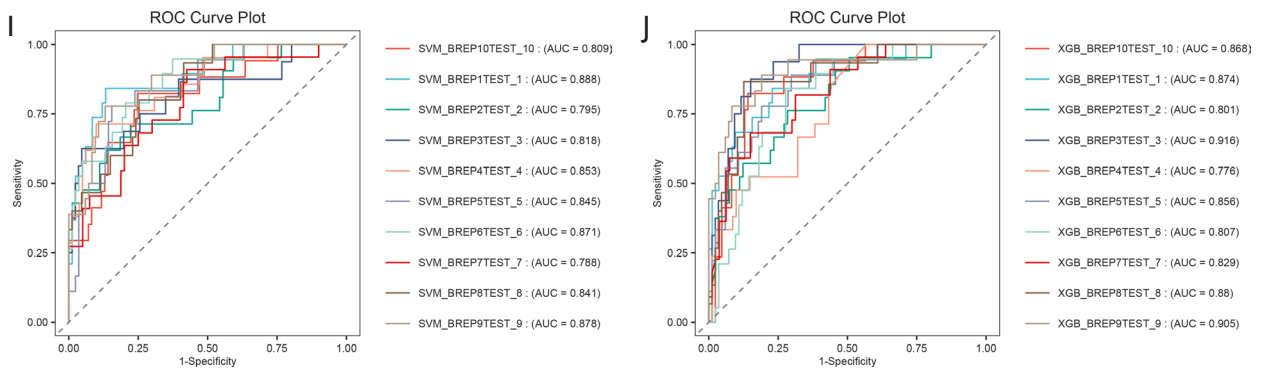 I
ROC Curve Plot
Sensitivity
1.00
0.75
0.50
0.25
0.00
0.00 0.25 0.50 0.75 1.00
1-Specificity
SVM_BREP10TEST_10 : (AUC = 0.809)
SVM_BREP1TEST_1 : (AUC = 0.888)
SVM_BREP2TEST_2 : (AUC = 0.795)
SVM_BREP3TEST_3 : (AUC = 0.818)
SVM_BREP4TEST_4 : (AUC = 0.853)
SVM_BREP5TEST_5 : (AUC = 0.845)
SVM_BREP6TEST_6 : (AUC = 0.871)
SVM_BREP7TEST_7 : (AUC = 0.788)
SVM_BREP8TEST_8 : (AUC = 0.841)
SVM_BREP9TEST_9 : (AUC = 0.878)
J
ROC Curve Plot
Sensitivity
1.00
0.75
0.50
0.25
0.00
0.00 0.25 0.50 0.75 1.00
1-Specificity
XGB_BREP10TEST_10 : (AUC = 0.868)
XGB_BREP1TEST_1 : (AUC = 0.874)
XGB_BREP2TEST_2 : (AUC = 0.801)
XGB_BREP3TEST_3 : (AUC = 0.916)
XGB_BREP4TEST_4 : (AUC = 0.776)
XGB_BREP5TEST_5 : (AUC = 0.856)
XGB_BREP6TEST_6 : (AUC = 0.807)
XGB_BREP7TEST_7 : (AUC = 0.829)
XGB_BREP8TEST_8 : (AUC = 0.88)
XGB_BREP9TEST_9 : (AUC = 0.905)